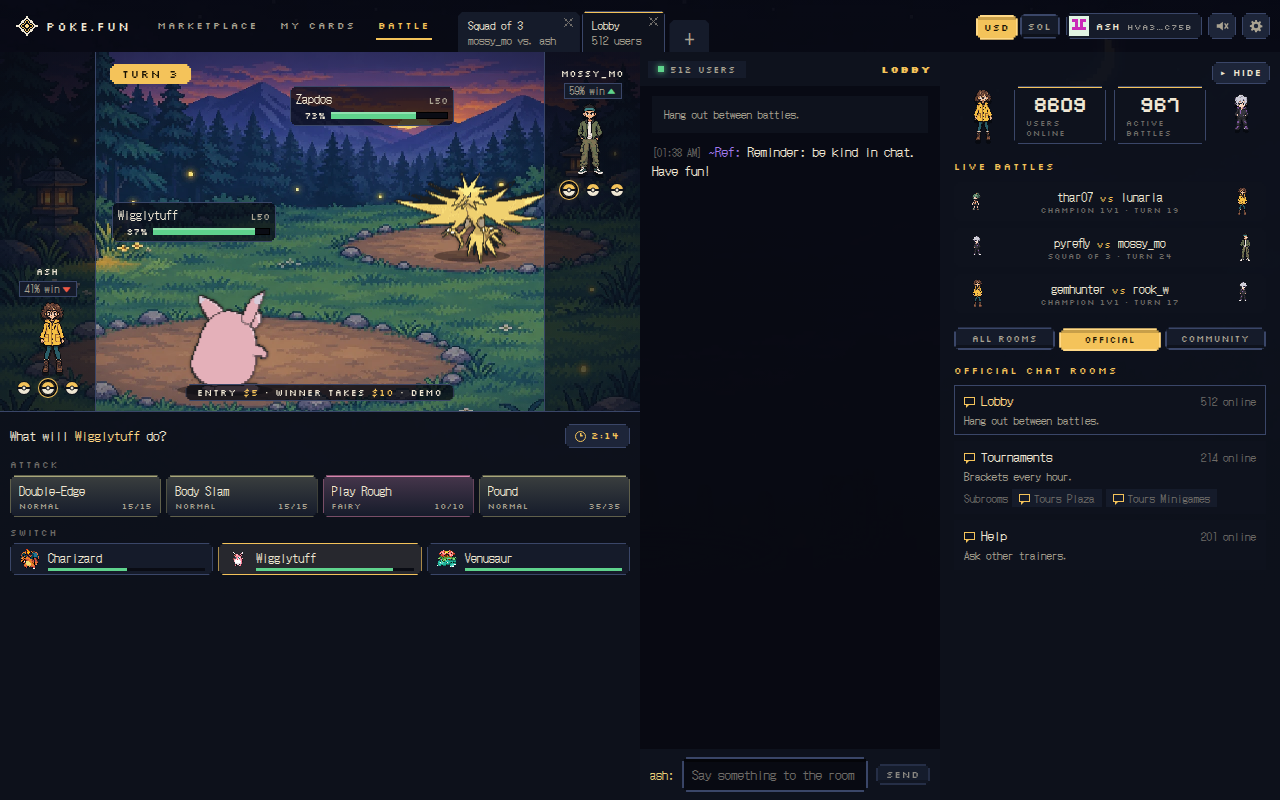 POKE.FUN
MARKETPLACE
MY CARDS
BATTLE
Squad of 3
mossy_mo vs. ash
Lobby
512 users
+
USD
SOL
ASH HVA3…C75B
TURN 3
Zapdos L50
73%
MOSSY_MO
59% win
Wigglytuff L50
87%
ASH
41% win
ENTRY $5 · WINNER TAKES $10 · DEMO
What will Wigglytuff do?
2:14
ATTACK
Double-Edge
NORMAL 15/15
Body Slam
NORMAL 15/15
Play Rough
FAIRY 10/10
Pound
NORMAL 35/35
SWITCH
Charizard
Wigglytuff
Venusaur
512 USERS
LOBBY
Hang out between battles.
[01:38 AM] ~Ref: Reminder: be kind in chat.
Have fun!
ash:
Say something to the room
SEND
HIDE
8609
USERS
ONLINE
967
ACTIVE
BATTLES
LIVE BATTLES
thar07 vs lunaria
CHAMPION 1V1 · TURN 19
pyrefly vs mossy_mo
SQUAD OF 3 · TURN 24
gemhunter vs rook_w
CHAMPION 1V1 · TURN 17
ALL ROOMS
OFFICIAL
COMMUNITY
OFFICIAL CHAT ROOMS
Lobby 512 online
Hang out between battles.
Tournaments 214 online
Brackets every hour.
Subrooms Tours Plaza Tours Minigames
Help 201 online
Ask other trainers.